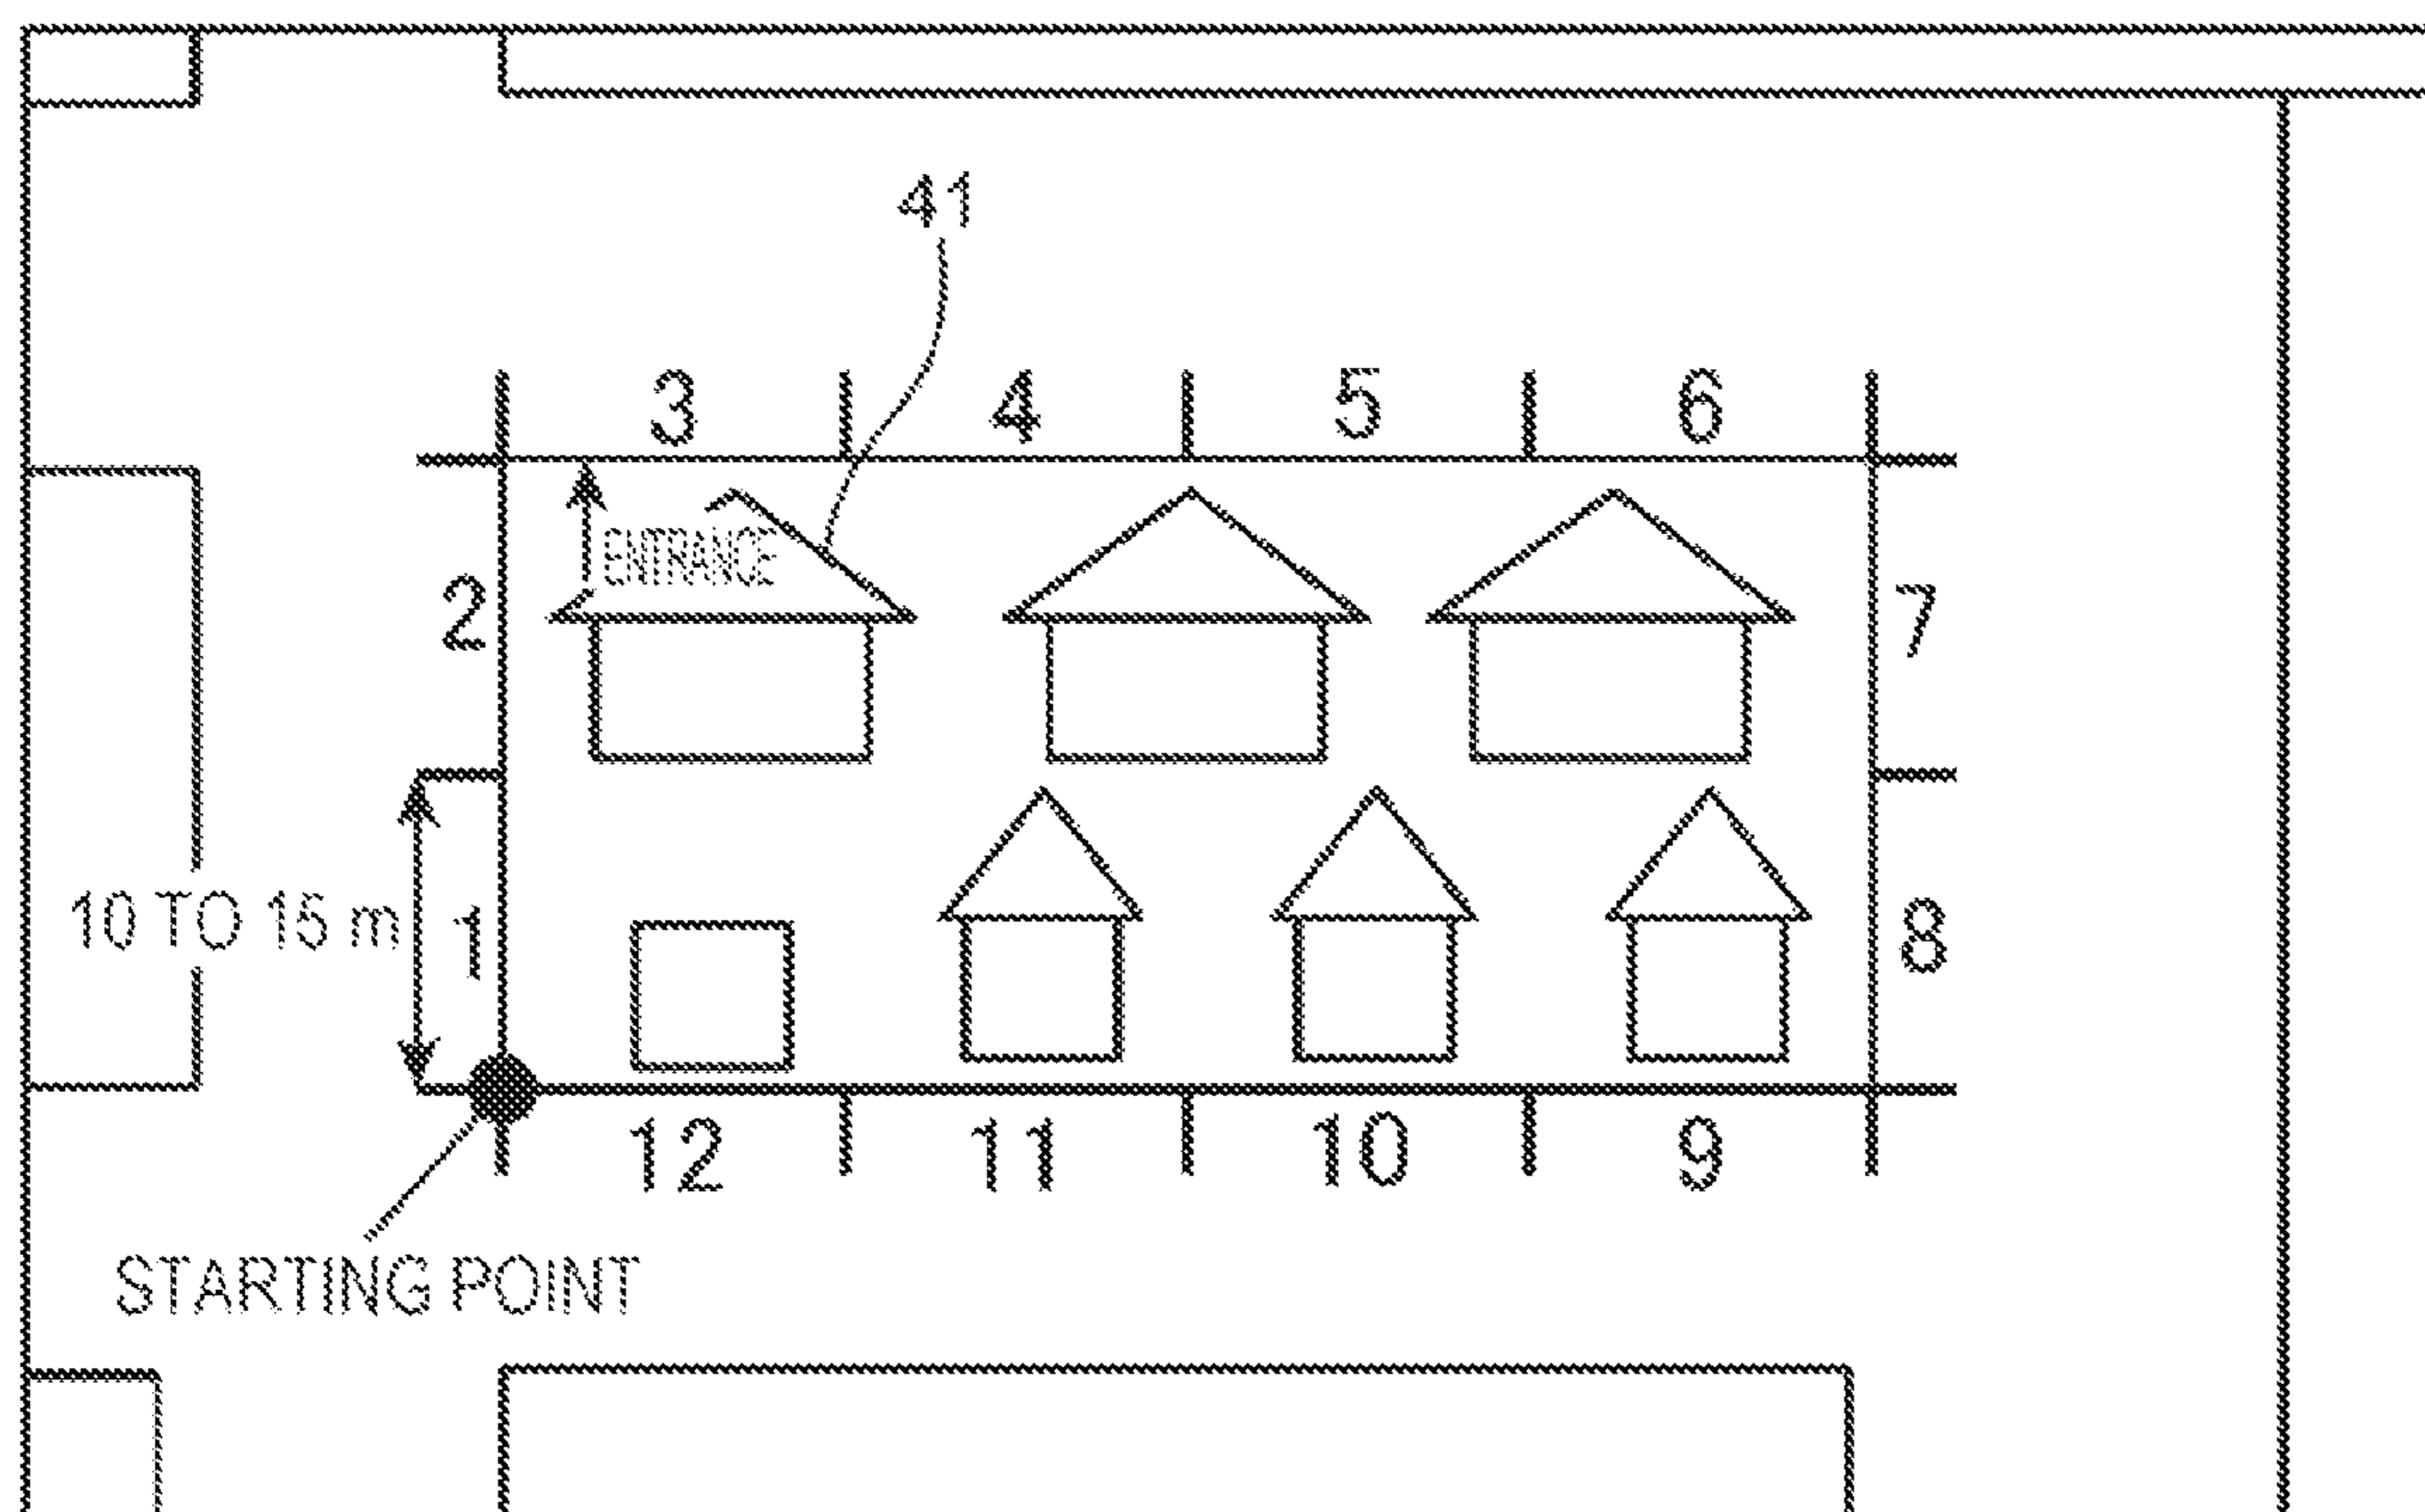 41
3 4 5 6
ENTRANCE
2 7
10 TO 15 m 1 8
12 11 10 9
STARTING POINT